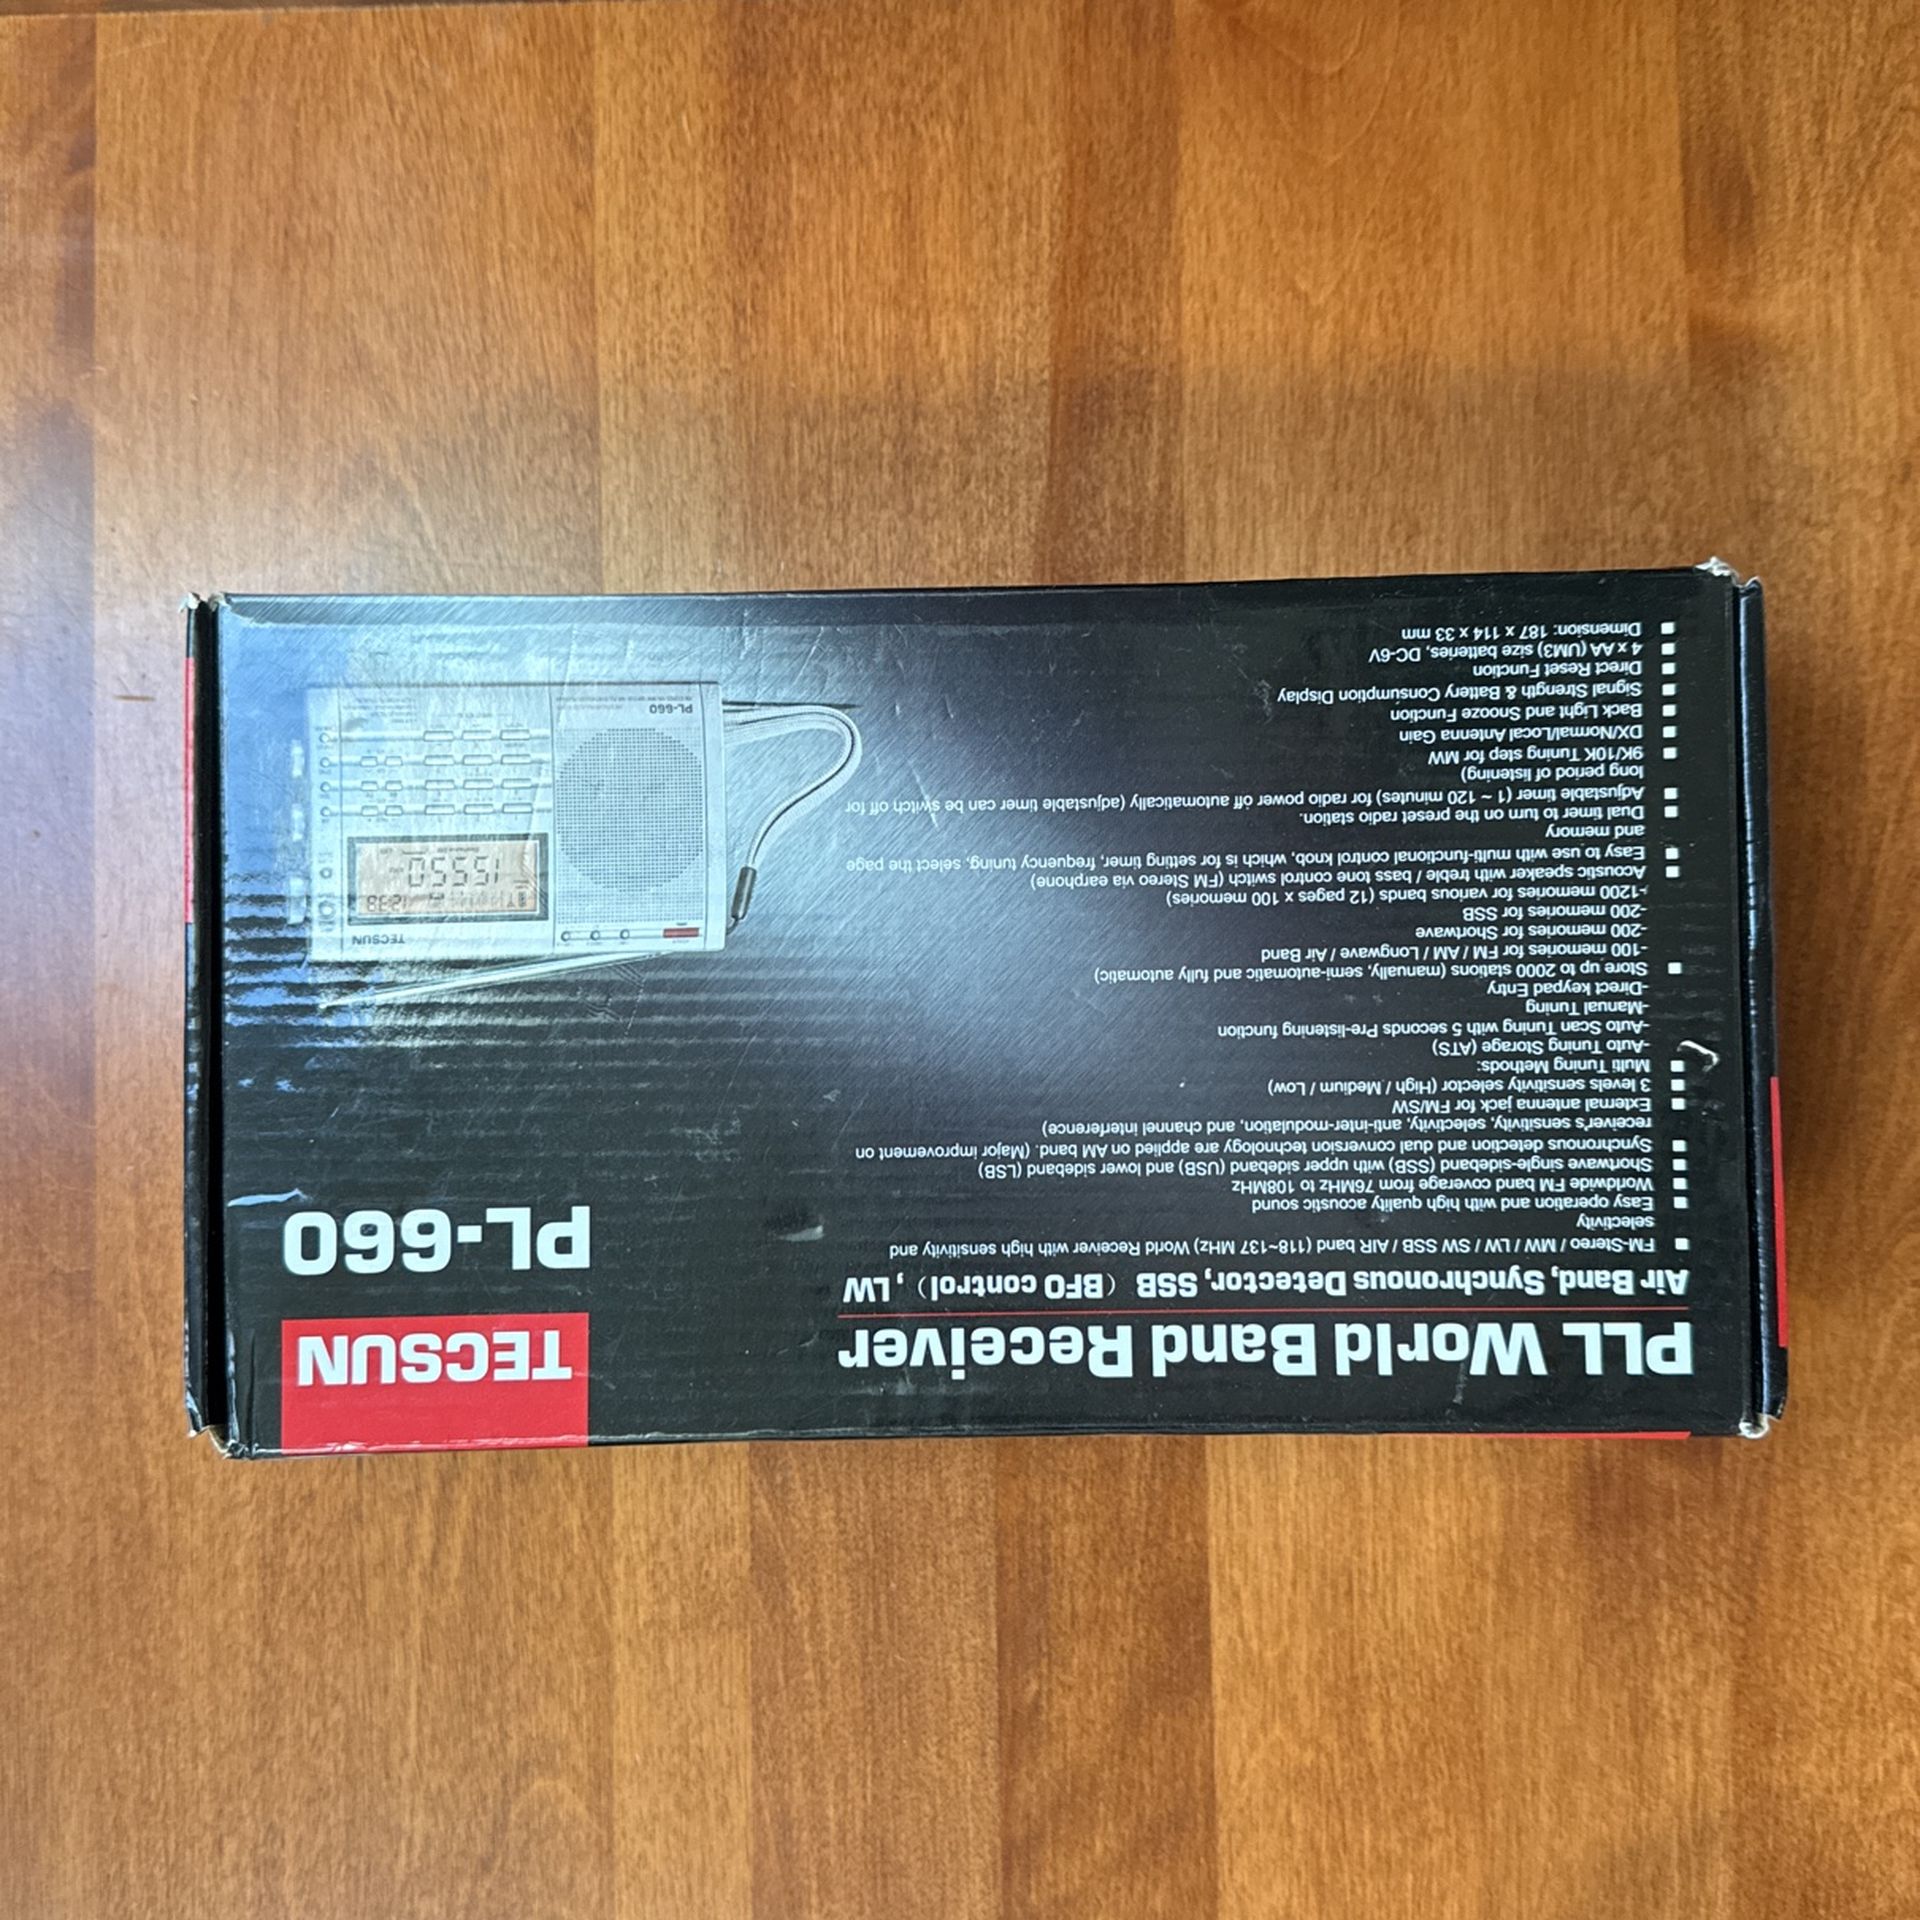 PLL World Band Receiver
Air Band, Synchronous Detector, SSB (BFO control), LW
FM-Stereo / MW / LW / SW SSB / AIR band (118~137 MHz) World Receiver with high sensitivity and
selectivity
Easy operation and with high quality acoustic sound
Worldwide FM band coverage from 76MHz to 108MHz
Shortwave single-sideband (SSB) with upper sideband (USB) and lower sideband (LSB)
Synchronous detection and dual conversion technology are applied on AM band. (Major improvement on
receiver's sensitivity, selectivity, anti-inter-modulation, and channel interference)
External antenna jack for FM/SW
3 levels sensitivity selector (High / Medium / Low)
Multi Tuning Methods:
-Auto Tuning Storage (ATS)
-Auto Scan Tuning with 5 seconds Pre-listening function
-Manual Tuning
-Direct keypad Entry
Store up to 2000 stations (manually, semi-automatic and fully automatic)
-100 memories for FM / AM / Longwave / Air Band
-200 memories for Shortwave
-200 memories for SSB
-1200 memories for various bands (12 pages x 100 memories)
Acoustic speaker with treble / bass tone control switch (FM Stereo via earphone)
Easy to use with multi-functional control knob, which is for setting timer, frequency tuning, select the page
and memory
Dual timer to turn on the preset radio station.
Adjustable timer (1 ~ 120 minutes) for radio power off automatically (adjustable timer can be switch off for
long period of listening)
9K/10K Tuning step for MW
DX/Normal/Local Antenna Gain
Back Light and Snooze Function
Signal Strength & Battery Consumption Display
Direct Reset Function
4 x AA (UM3) size batteries, DC-6V
Dimension: 187 x 114 x 33 mm
TECSUN
PL-660
TECSUN
15550
PL-660